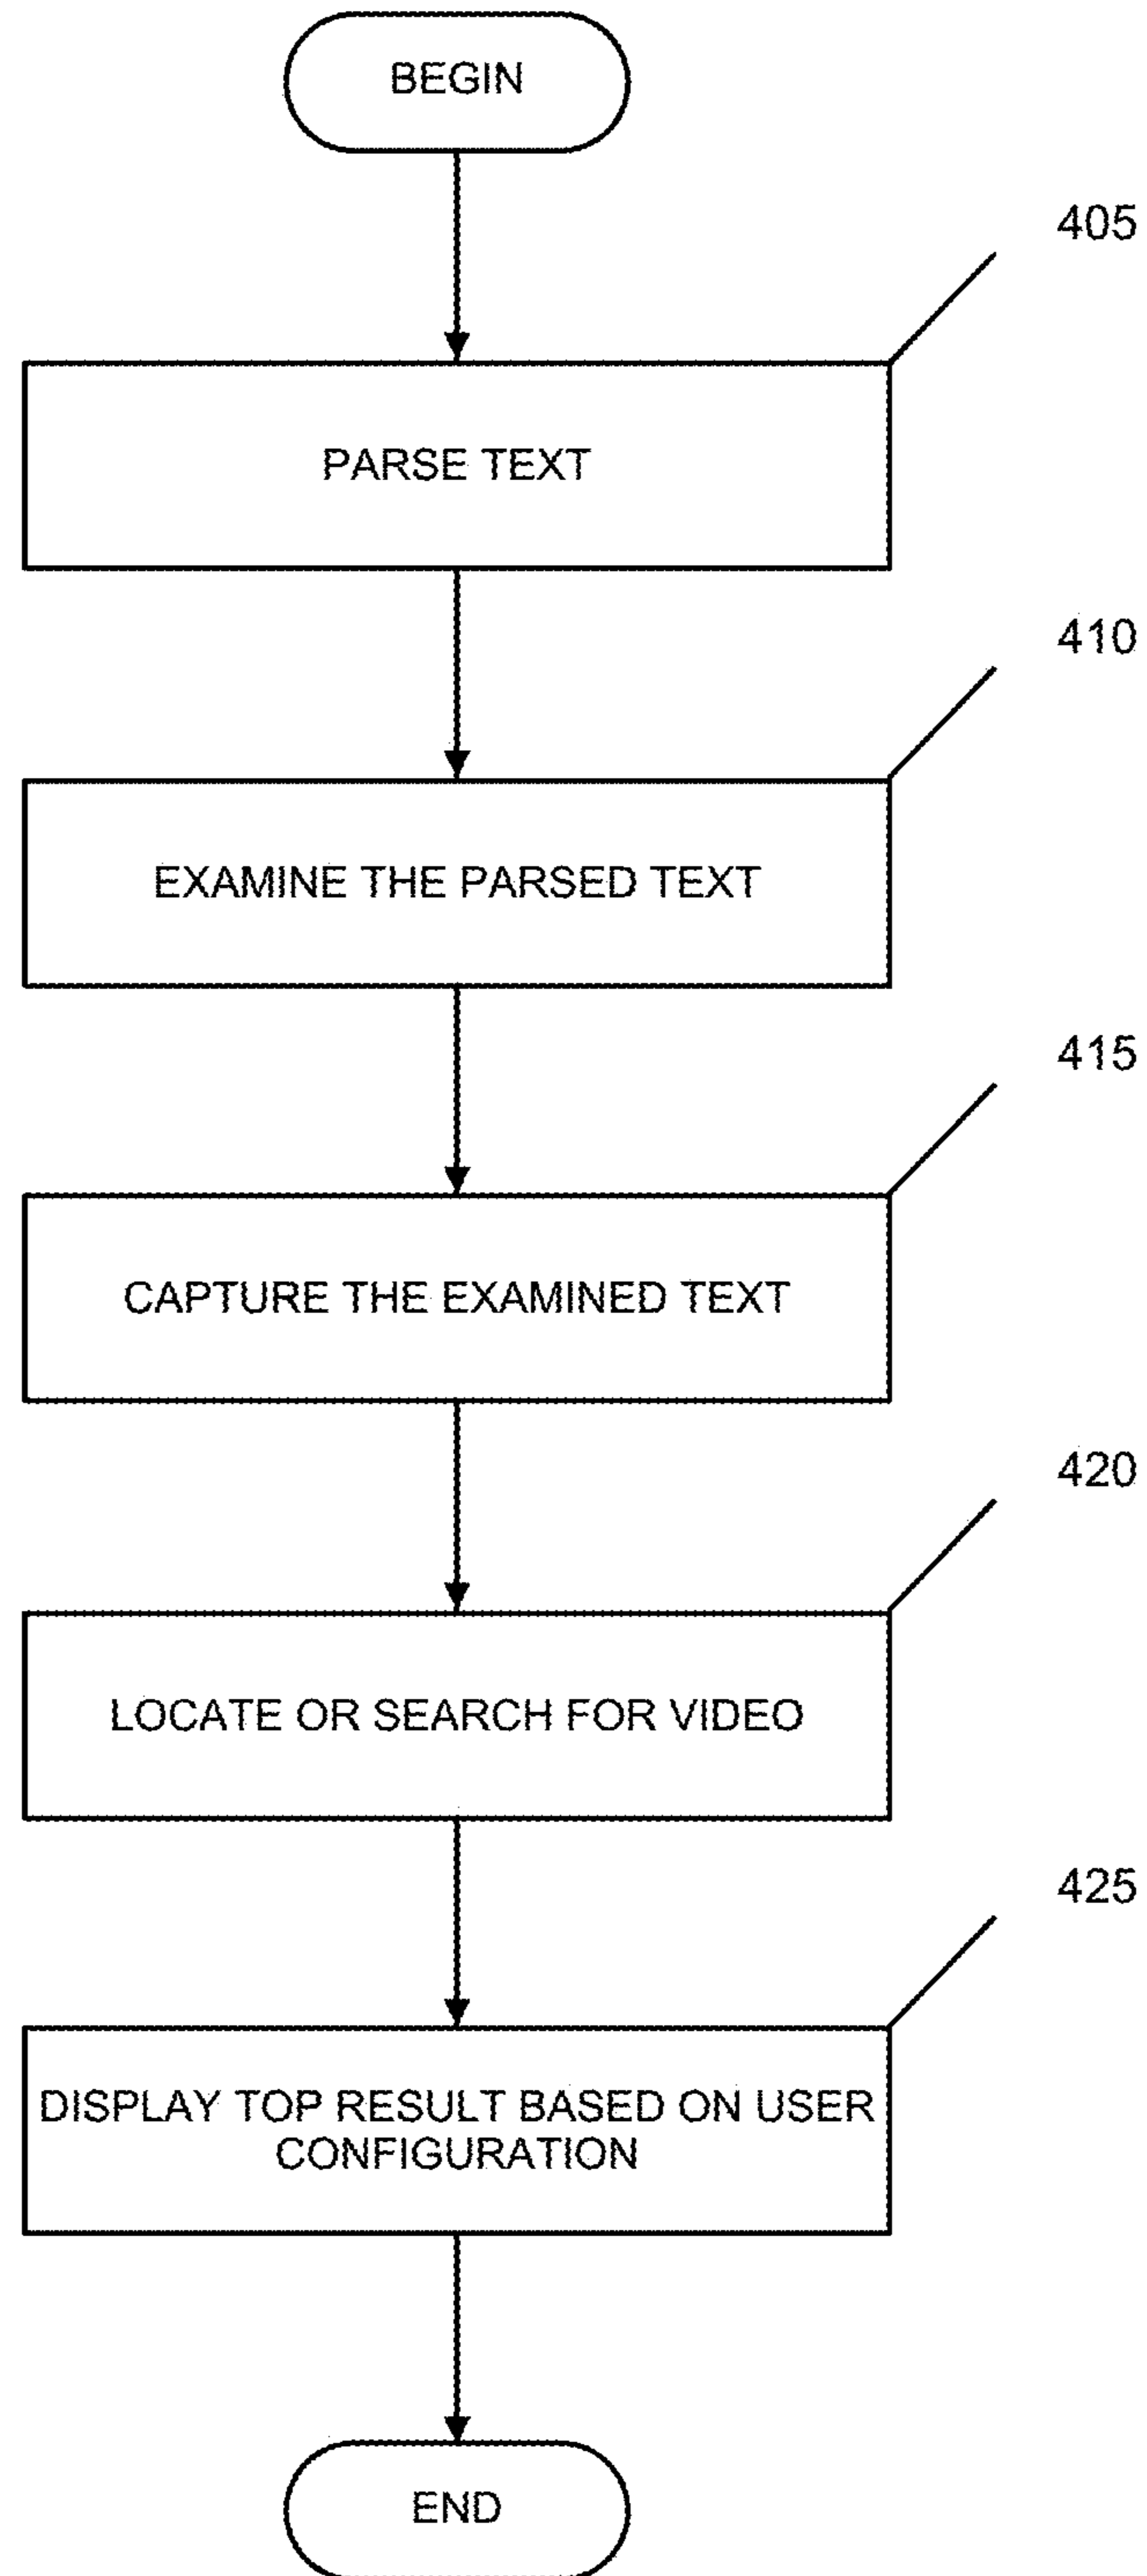 BEGIN
405
PARSE TEXT
410
EXAMINE THE PARSED TEXT
415
CAPTURE THE EXAMINED TEXT
420
LOCATE OR SEARCH FOR VIDEO
425
DISPLAY TOP RESULT BASED ON USER
CONFIGURATION
END